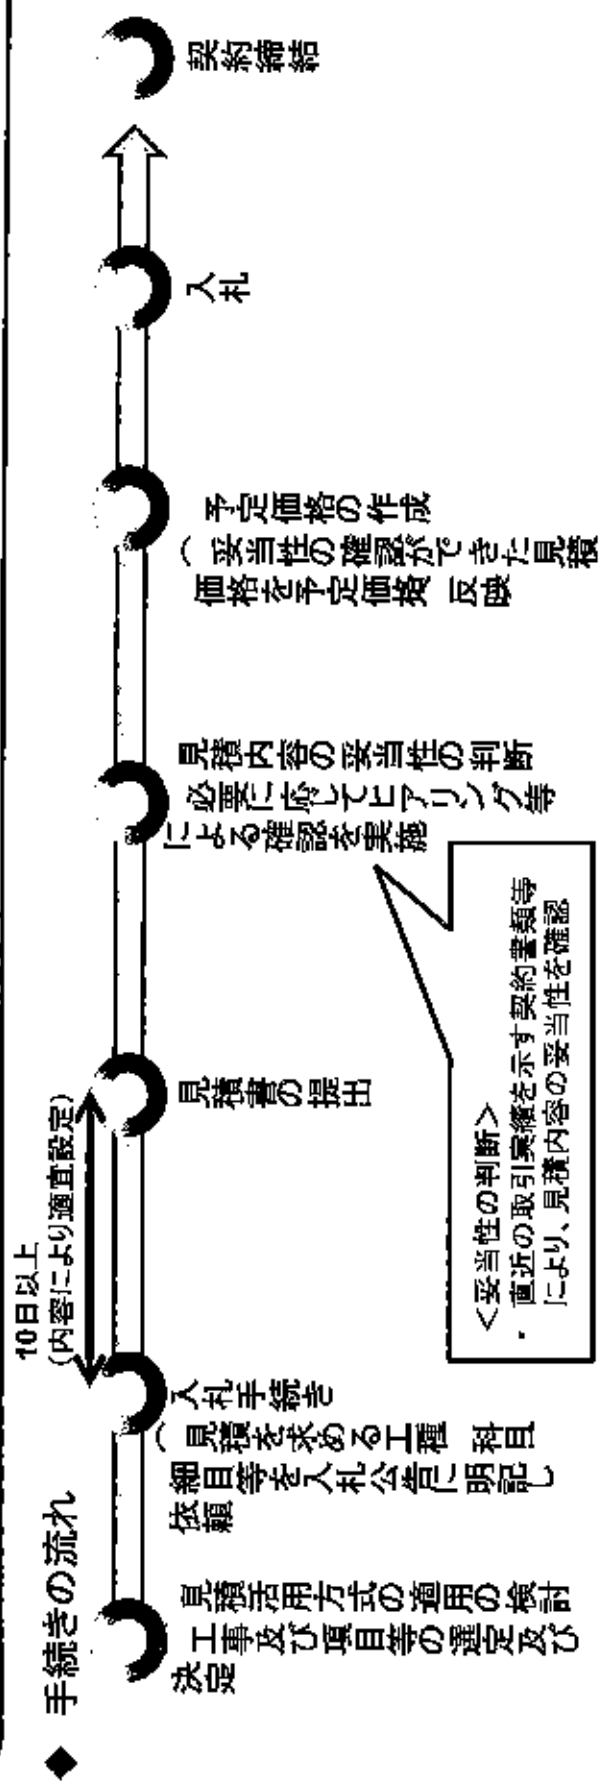 ◆ 手続きの流れ
10日以上
(内容により適宜設定)
見積活用方式の適用の検討
工事及び項目等の選定及び
決定
入札手続き
( 見積を求める工種 科目
細目等を入札公告に明記し
依頼
見積書の提出
見積内容の妥当性の判断
必要に応じてヒアリング等
による確認を実施
<妥当性の判断>
・ 直近の取引実績を示す契約書類等
により、見積内容の妥当性を確認
予定価格の作成
( 妥当性の確認ができた見積
価格を予定価格 反映
入札
契約締結